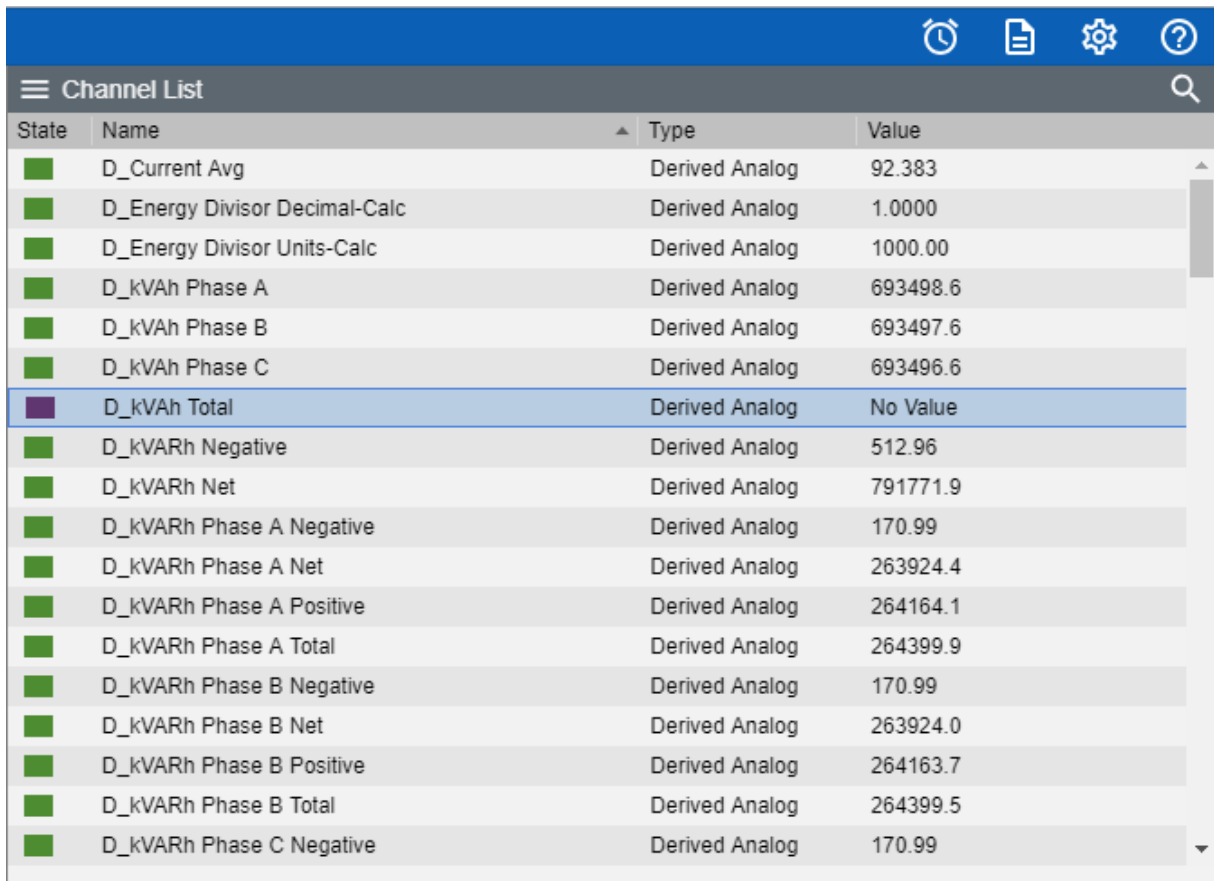 Channel List
State Name Type Value
D_Current Avg Derived Analog 92.383
D_Energy Divisor Decimal-Calc Derived Analog 1.0000
D_Energy Divisor Units-Calc Derived Analog 1000.00
D_kVAh Phase A Derived Analog 693498.6
D_kVAh Phase B Derived Analog 693497.6
D_kVAh Phase C Derived Analog 693496.6
D_kVAh Total Derived Analog No Value
D_kVARh Negative Derived Analog 512.96
D_kVARh Net Derived Analog 791771.9
D_kVARh Phase A Negative Derived Analog 170.99
D_kVARh Phase A Net Derived Analog 263924.4
D_kVARh Phase A Positive Derived Analog 264164.1
D_kVARh Phase A Total Derived Analog 264399.9
D_kVARh Phase B Negative Derived Analog 170.99
D_kVARh Phase B Net Derived Analog 263924.0
D_kVARh Phase B Positive Derived Analog 264163.7
D_kVARh Phase B Total Derived Analog 264399.5
D_kVARh Phase C Negative Derived Analog 170.99